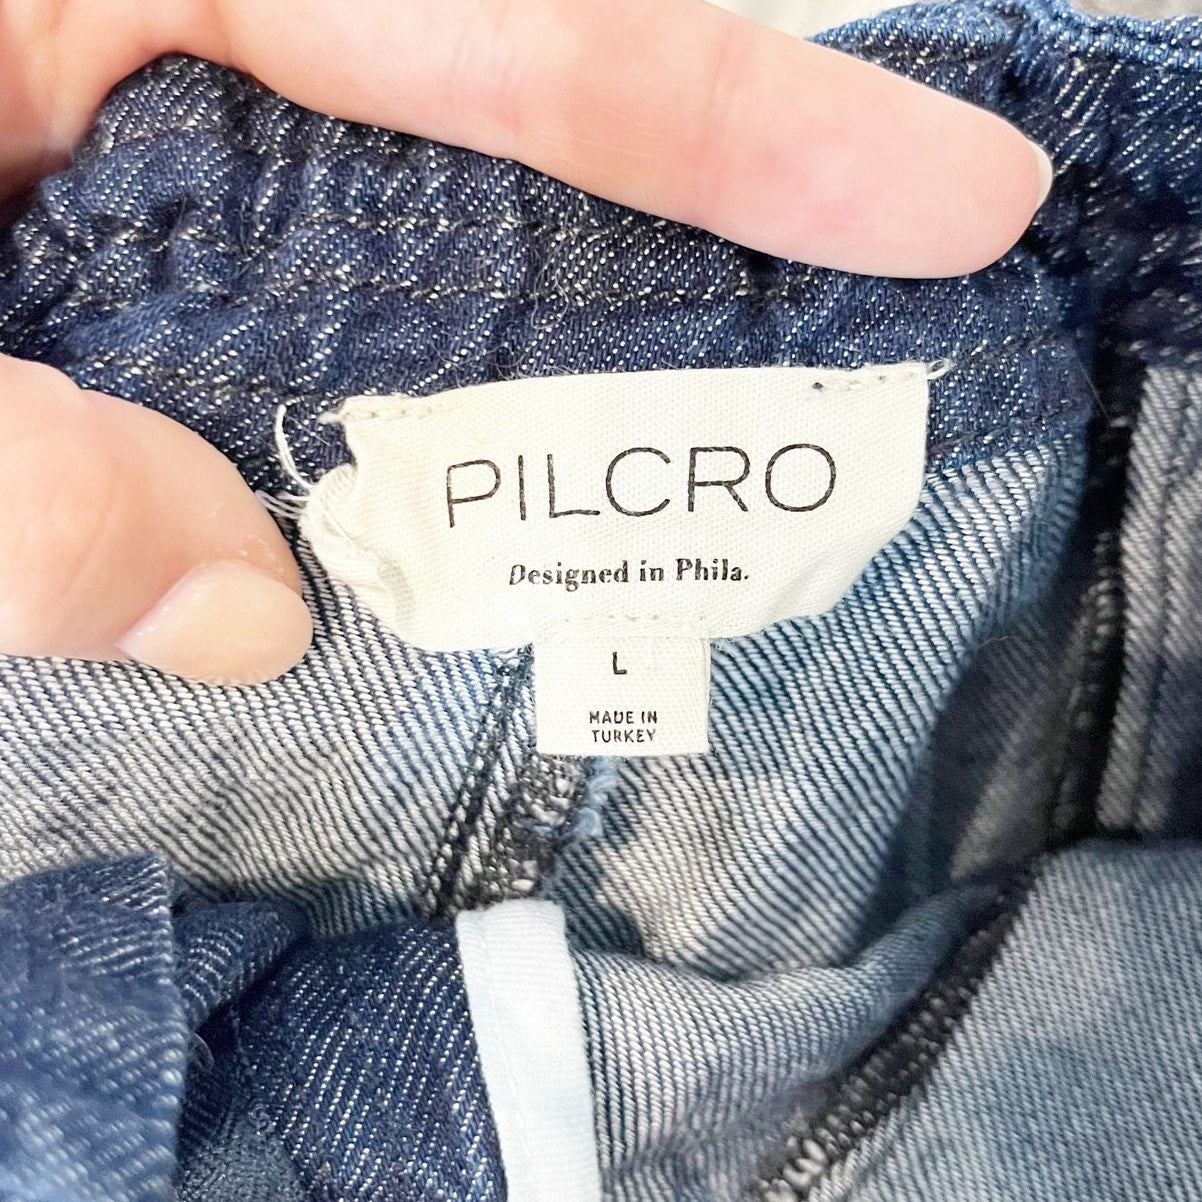 PILCRO
Designed in Phila.
L
MADE IN
TURKEY